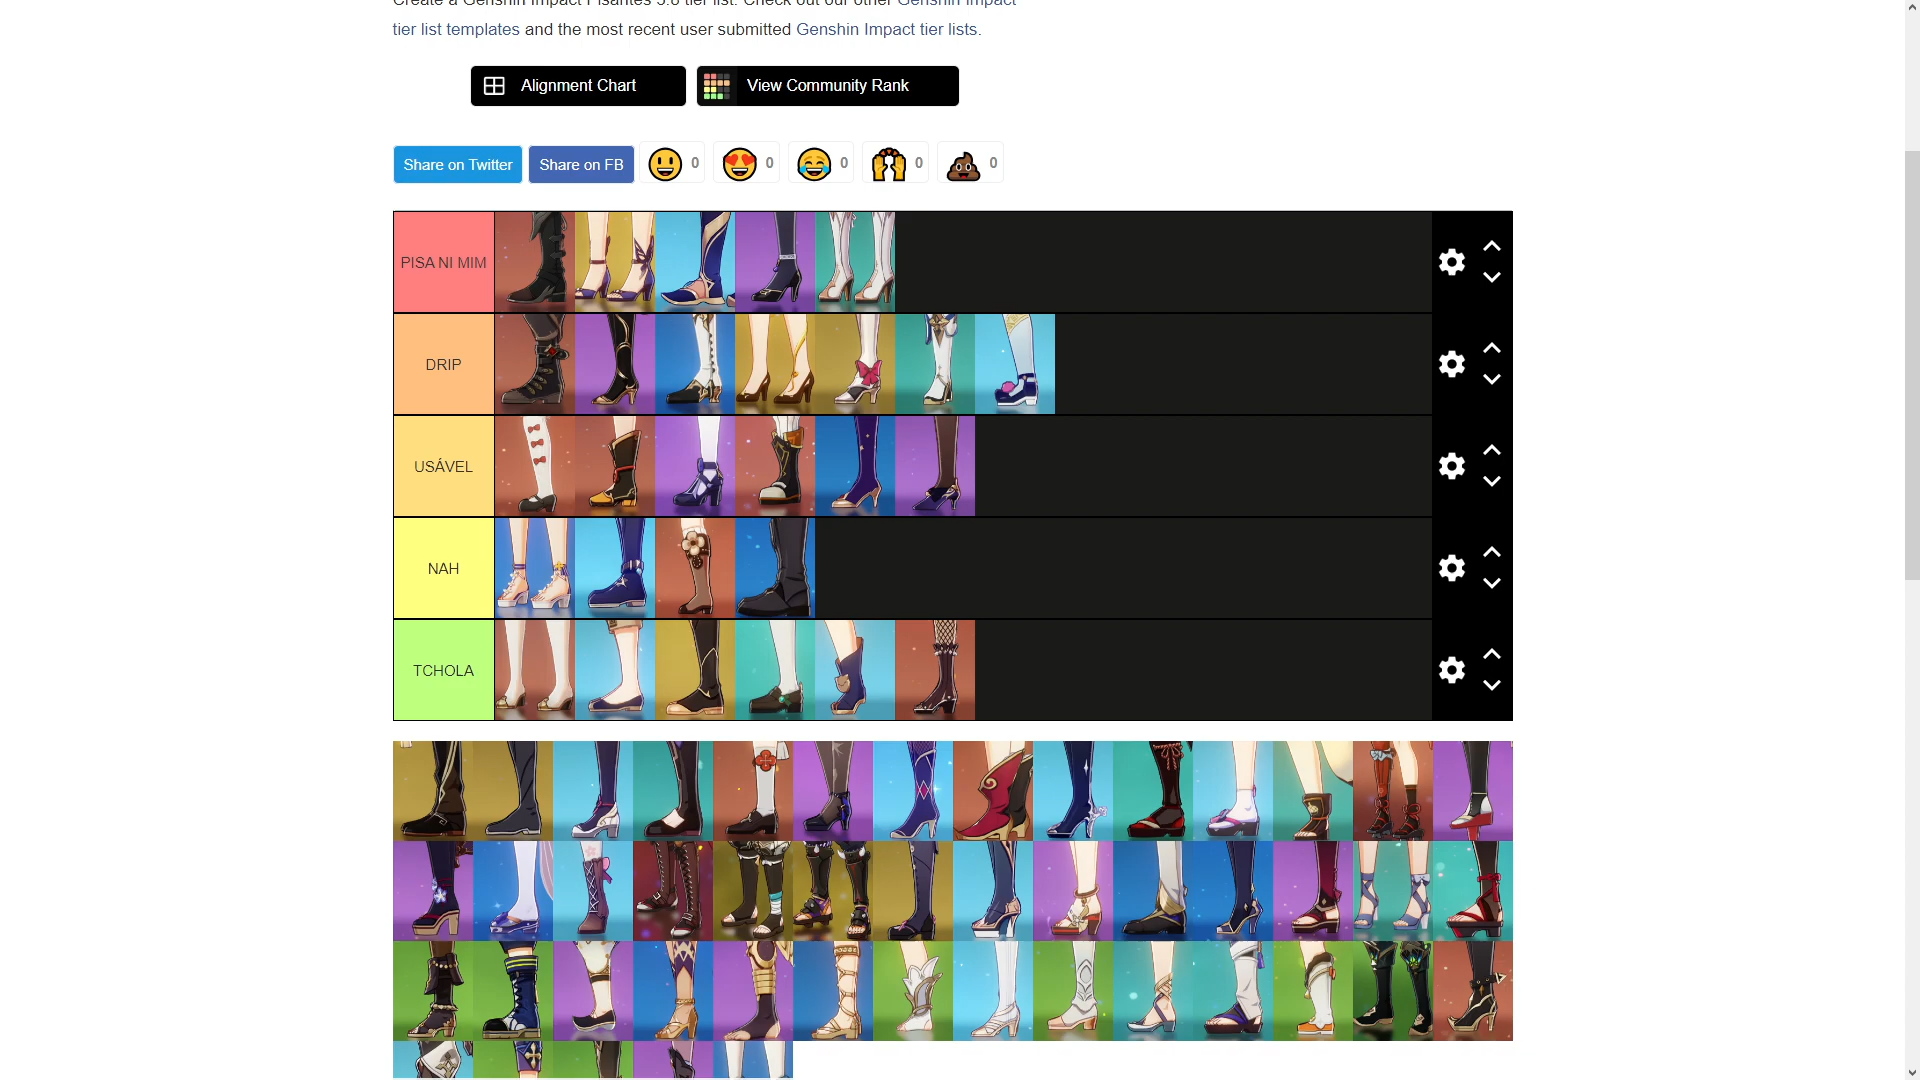 tier list templates and the most recent user submitted Genshin Impact tier lists.
Alignment Chart
View Community Rank
Share on Twitter
Share on FB
0
0
0
0
0
PISA NI MIM
DRIP
USÁVEL
NAH
TCHOLA